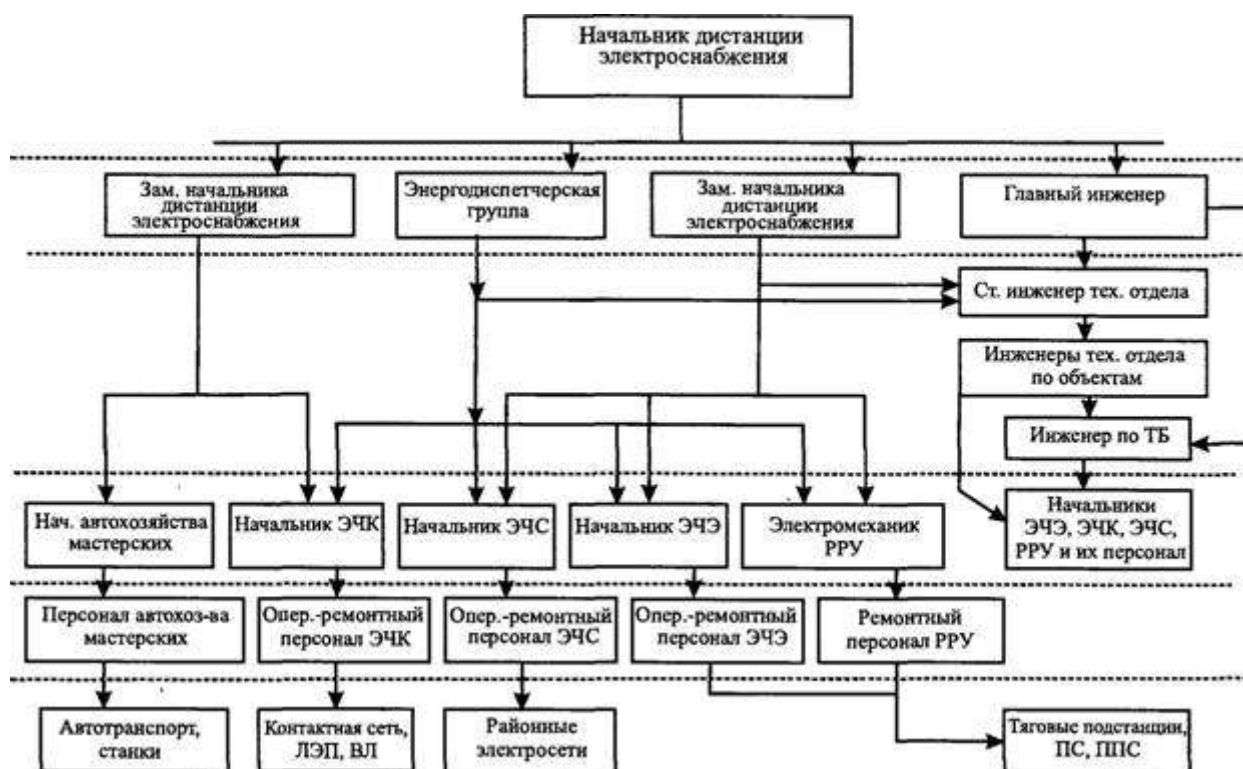 Начальник дистанции
электроснабжения
Зам. начальника
дистанции
электроснабжения
Энергодиспетчерская
группа
Зам. начальника
дистанции
электроснабжения
Главный инженер
Ст. инженер тех. отдела
Инженеры тех. отдела
по объектам
Инженер по ТБ
Нач. автохозяйства
мастерских
Начальник ЭЧК
Начальник ЭЧС
Начальник ЭЧЭ
Электромеханик
РРУ
Начальники
ЭЧЭ, ЭЧК, ЭЧС,
РРУ и их персонал
Персонал автохоз-ва
мастерских
Опер.-ремонтный
персонал ЭЧК
Опер.-ремонтный
персонал ЭЧС
Опер.-ремонтный
персонал ЭЧЭ
Ремонтный
персонал РРУ
Автотранспорт,
станки
Контактная сеть,
ЛЭП, ВЛ
Районные
электросети
Тяговые подстанции,
ПС, ППС